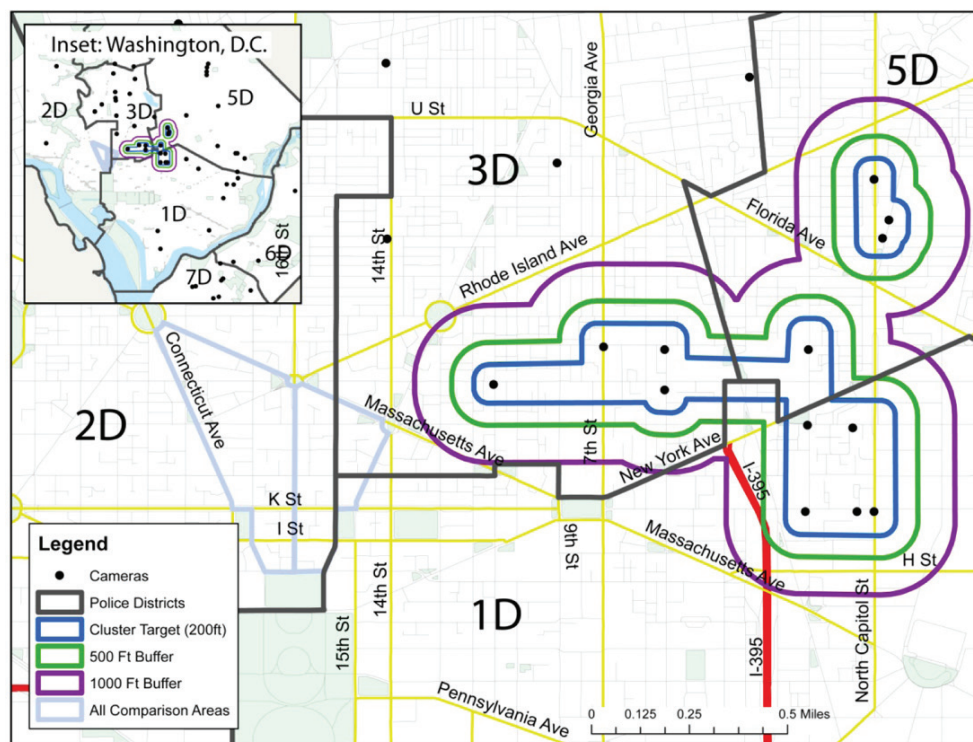 Inset: Washington, D.C.
2D
3D
5D
1D
16th St
6D
7D
5D
Georgia Ave
U St
3D
14th St
Rhode Island Ave
Florida Ave
Connecticut Ave
2D
Massachusetts Ave
7th St
New York Ave
I-395
K St
I St
9th St
Massachusetts Ave
H St
14th St
15th St
1D
I-395
North Capitol St
Pennsylvania Ave
Legend
Cameras
Police Districts
Cluster Target (200ft)
500 Ft Buffer
1000 Ft Buffer
All Comparison Areas
0 0.125 0.25 0.5 Miles